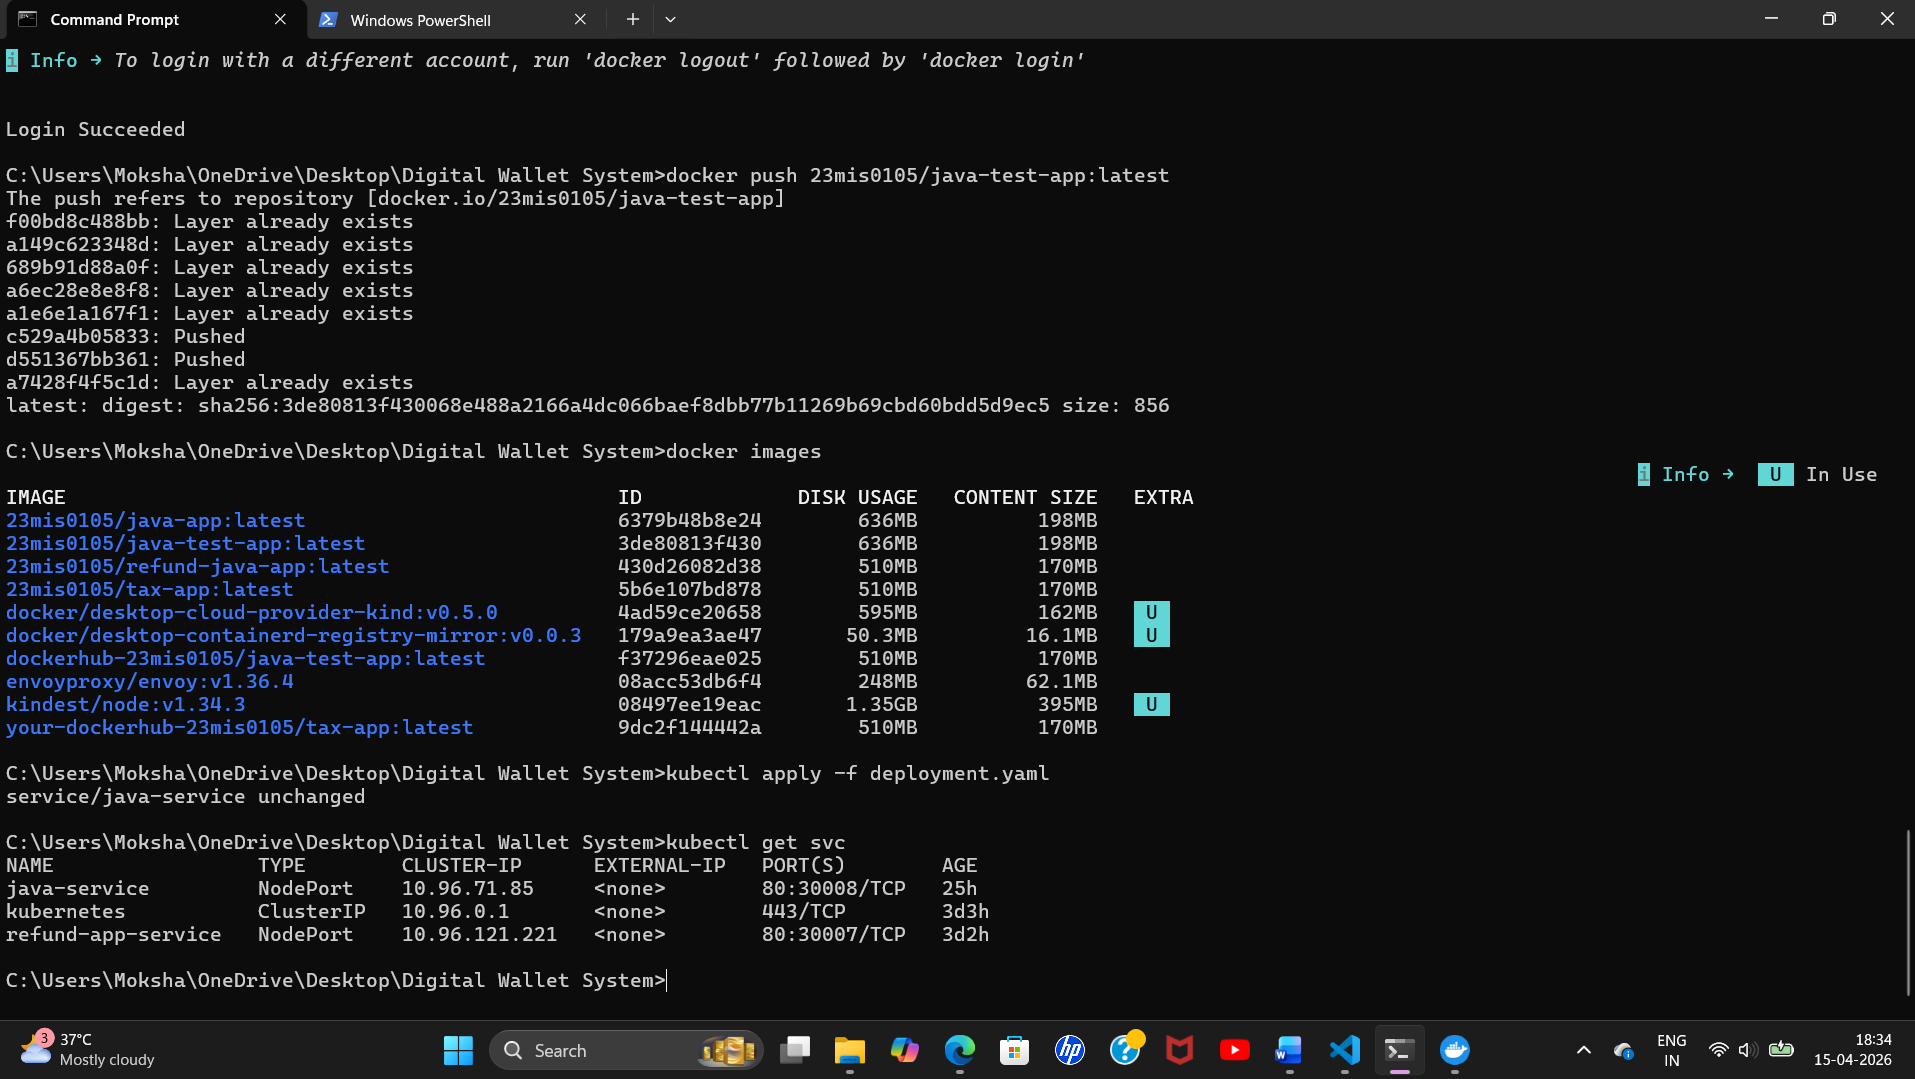 Command Prompt
Windows PowerShell
i Info → To login with a different account, run 'docker logout' followed by 'docker login'
Login Succeeded
C:\Users\Moksha\OneDrive\Desktop\Digital Wallet System>docker push 23mis0105/java-test-app:latest
The push refers to repository [docker.io/23mis0105/java-test-app]
f00bd8c488bb: Layer already exists
a149c623348d: Layer already exists
689b91d88a0f: Layer already exists
a6ec28e8e8f8: Layer already exists
a1e6e1a167f1: Layer already exists
c529a4b05833: Pushed
d551367bb361: Pushed
a7428f4f5c1d: Layer already exists
latest: digest: sha256:3de80813f430068e488a2166a4dc066baef8dbb77b11269b69cbd60bdd5d9ec5 size: 856
C:\Users\Moksha\OneDrive\Desktop\Digital Wallet System>docker images
i Info → U In Use
IMAGE ID DISK USAGE CONTENT SIZE EXTRA
23mis0105/java-app:latest 6379b48b8e24 636MB 198MB
23mis0105/java-test-app:latest 3de80813f430 636MB 198MB
23mis0105/refund-java-app:latest 430d26082d38 510MB 170MB
23mis0105/tax-app:latest 5b6e107bd878 510MB 170MB
docker/desktop-cloud-provider-kind:v0.5.0 4ad59ce20658 595MB 162MB U
docker/desktop-containerd-registry-mirror:v0.0.3 179a9ea3ae47 50.3MB 16.1MB U
dockerhub-23mis0105/java-test-app:latest f37296eae025 510MB 170MB
envoyproxy/envoy:v1.36.4 08acc53db6f4 248MB 62.1MB
kindest/node:v1.34.3 08497ee19eac 1.35GB 395MB U
your-dockerhub-23mis0105/tax-app:latest 9dc2f144442a 510MB 170MB
C:\Users\Moksha\OneDrive\Desktop\Digital Wallet System>kubectl apply -f deployment.yaml
service/java-service unchanged
C:\Users\Moksha\OneDrive\Desktop\Digital Wallet System>kubectl get svc
NAME TYPE CLUSTER-IP EXTERNAL-IP PORT(S) AGE
java-service NodePort 10.96.71.85 <none> 80:30008/TCP 25h
kubernetes ClusterIP 10.96.0.1 <none> 443/TCP 3d3h
refund-app-service NodePort 10.96.121.221 <none> 80:30007/TCP 3d2h
C:\Users\Moksha\OneDrive\Desktop\Digital Wallet System>
3
37°C
Mostly cloudy
Search
hp
ENG
IN
18:34
15-04-2026